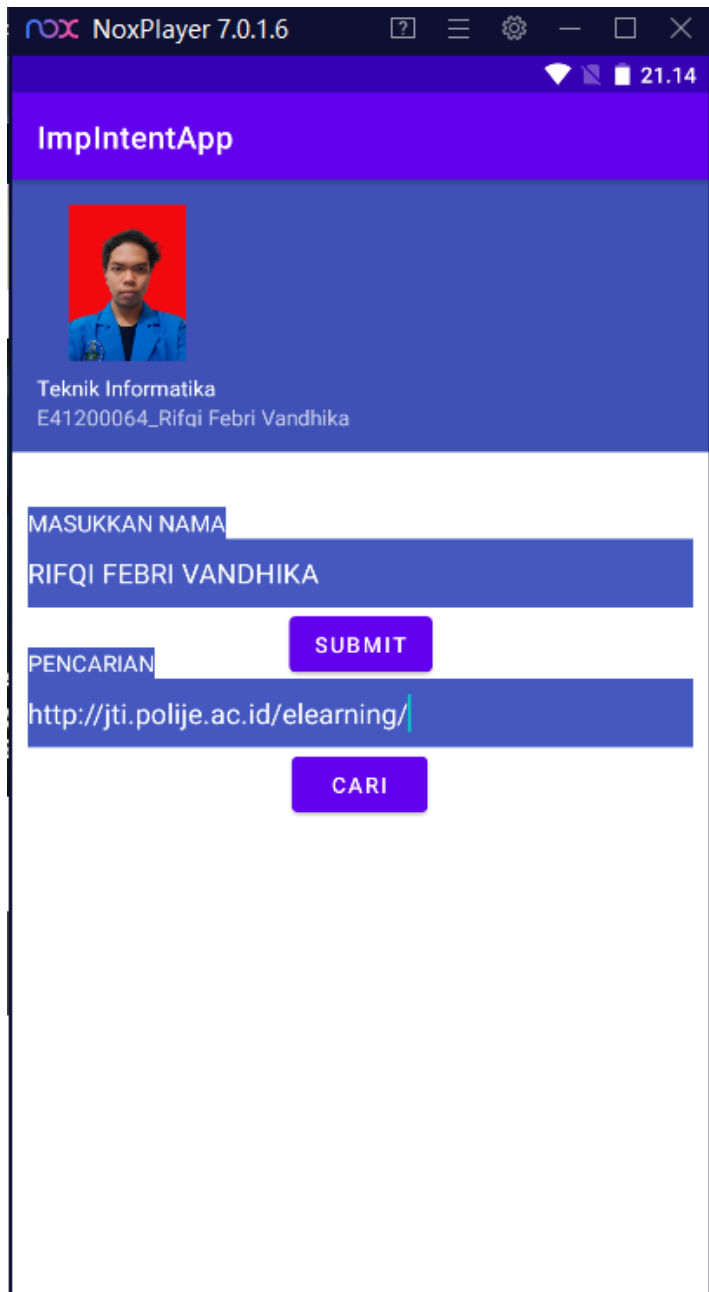 nox NoxPlayer 7.0.1.6
21.14
ImpIntentApp
Teknik Informatika
E41200064_Rifqi Febri Vandhika
MASUKKAN NAMA
RIFQI FEBRI VANDHIKA
SUBMIT
PENCARIAN
http://jti.polije.ac.id/elearning/
CARI